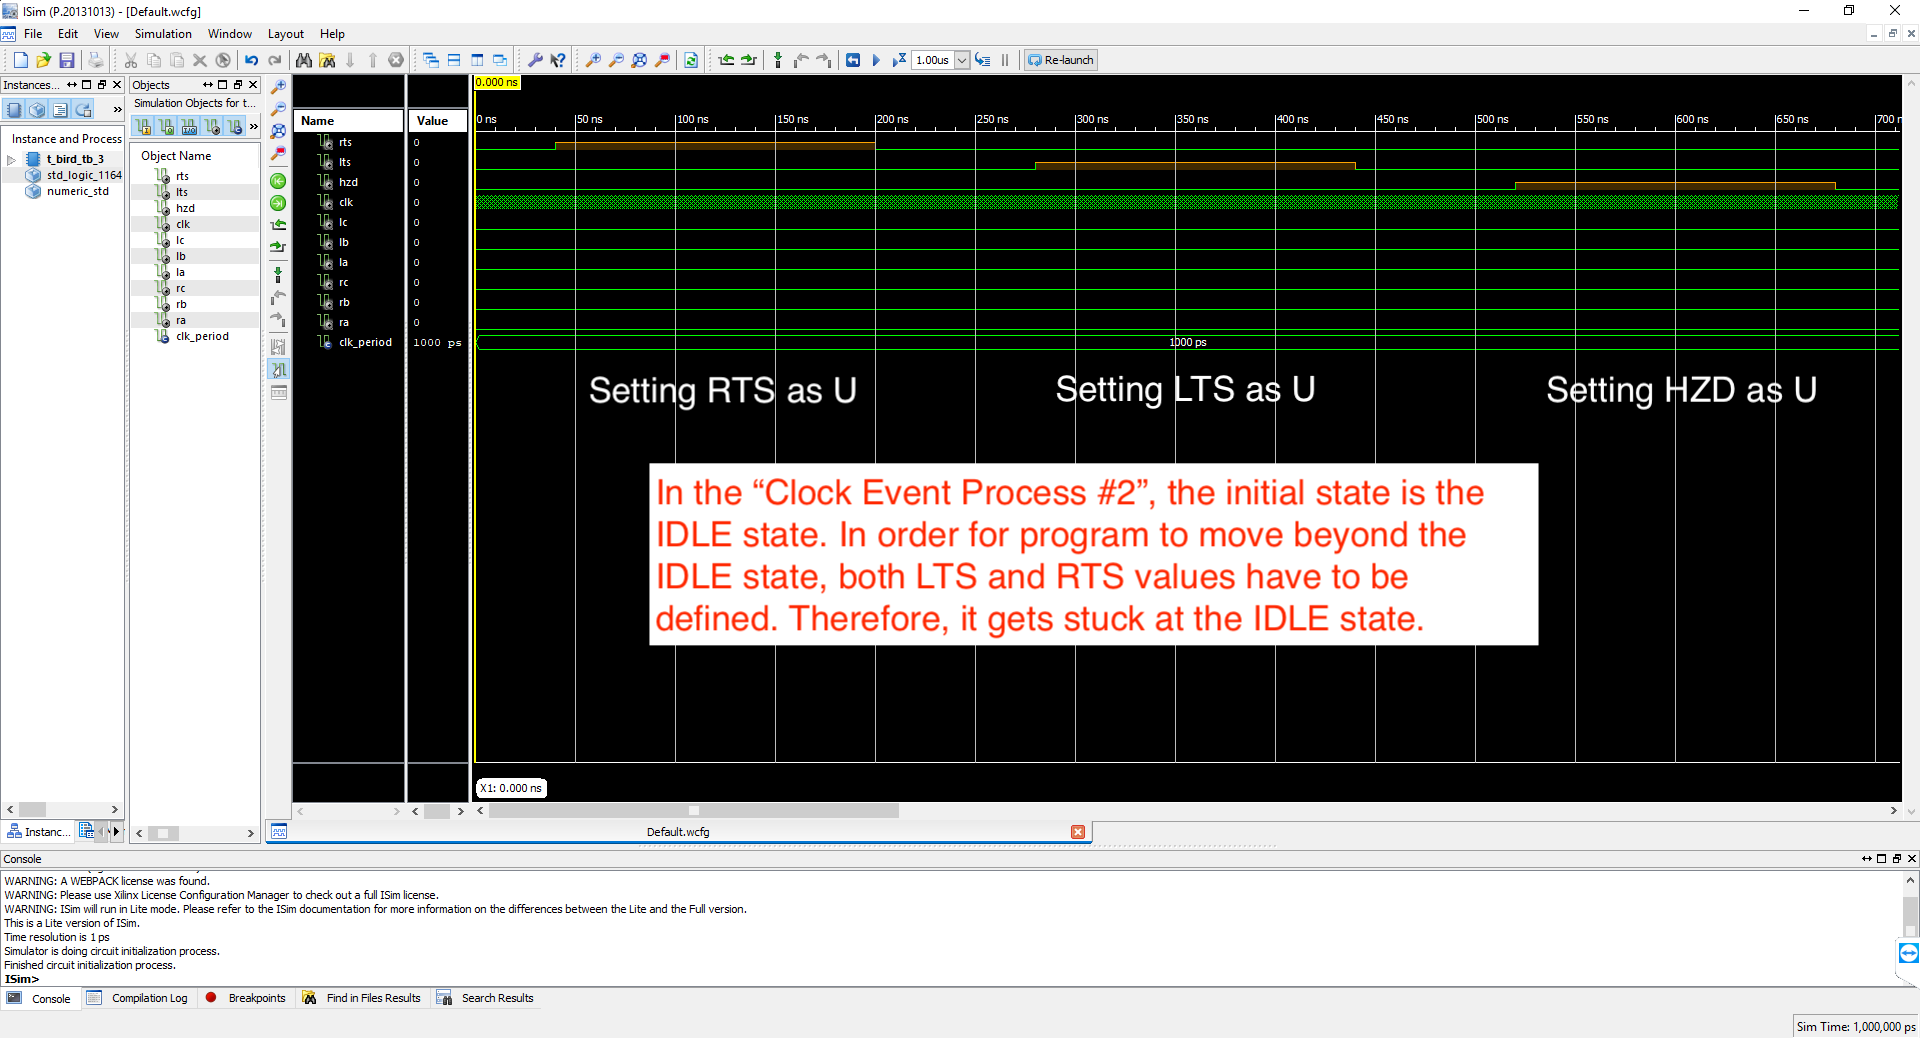 ISim (P.20131013) - [Default.wcfg]
File Edit View Simulation Window Layout Help
1.00us
Re-launch
Instances...
Objects
Simulation Objects for t...
Instance and Process
t_bird_tb_3
std_logic_1164
numeric_std
Object Name
rts
lts
hzd
clk
lc
lb
la
rc
rb
ra
clk_period
Name Value
rts 0
lts 0
hzd 0
clk 0
lc 0
lb 0
la 0
rc 0
rb 0
ra 0
clk_period 1000 ps
0.000 ns
0 ns 50 ns 100 ns 150 ns 200 ns 250 ns 300 ns 350 ns 400 ns 450 ns 500 ns 550 ns 600 ns 650 ns 700 n
1000 ps
Setting RTS as U
Setting LTS as U
Setting HZD as U
In the “Clock Event Process #2”, the initial state is the
IDLE state. In order for program to move beyond the
IDLE state, both LTS and RTS values have to be
defined. Therefore, it gets stuck at the IDLE state.
X1: 0.000 ns
Instanc...
Default.wcfg
Console
WARNING: A WEBPACK license was found.
WARNING: Please use Xilinx License Configuration Manager to check out a full ISim license.
WARNING: ISim will run in Lite mode. Please refer to the ISim documentation for more information on the differences between the Lite and the Full version.
This is a Lite version of ISim.
Time resolution is 1 ps
Simulator is doing circuit initialization process.
Finished circuit initialization process.
ISim>
Console Compilation Log Breakpoints Find in Files Results Search Results
Sim Time: 1,000,000 ps